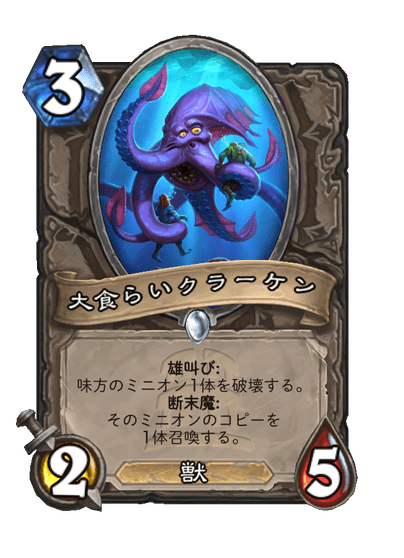 3
大食らいクラーケン
雄叫び:
味方のミニオン1体を破壊する。
断末魔:
そのミニオンのコピーを
1体召喚する。
2
獣
5